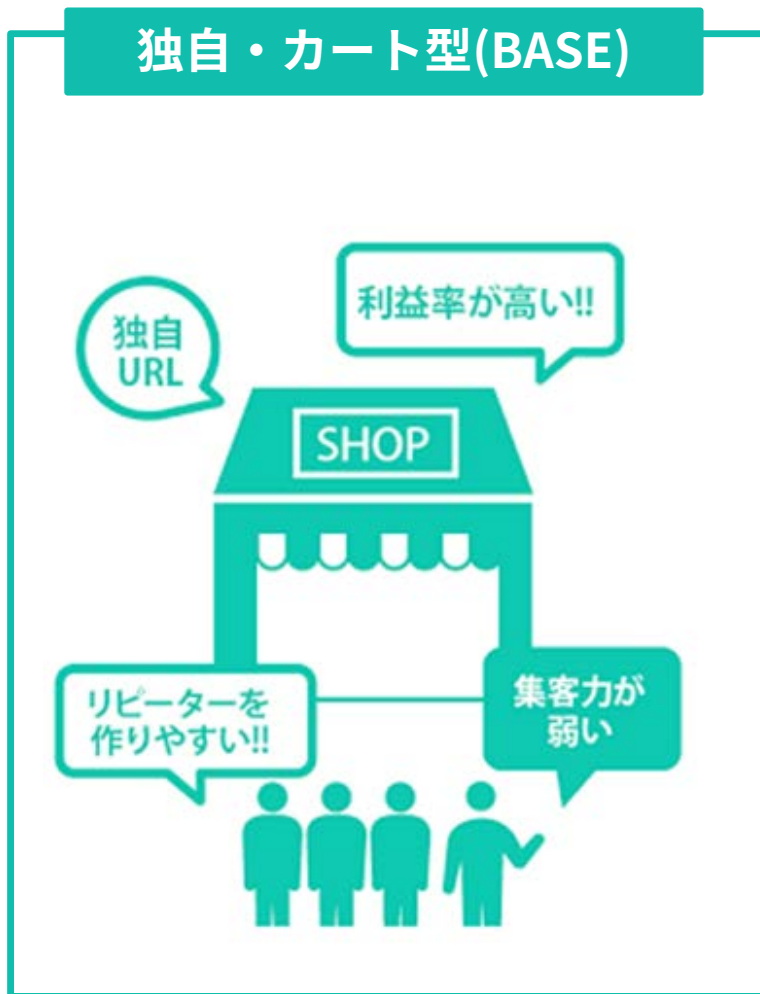 独自・カート型(BASE)
利益率が高い!!
独自
URL
SHOP
リピーターを
作りやすい!!
集客力が
弱い